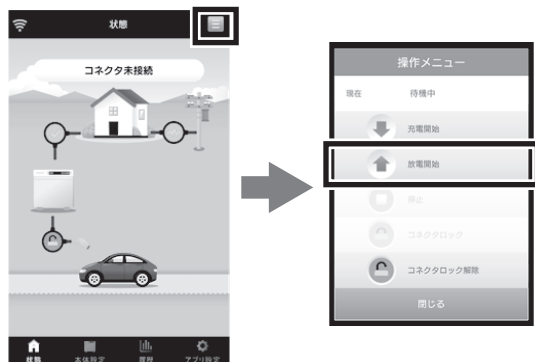 状態
コネクタ未接続
状態
本体設定
履歴
アプリ設定
操作メニュー
現在 待機中
充電開始
放電開始
停止
コネクタロック
コネクタロック解除
閉じる